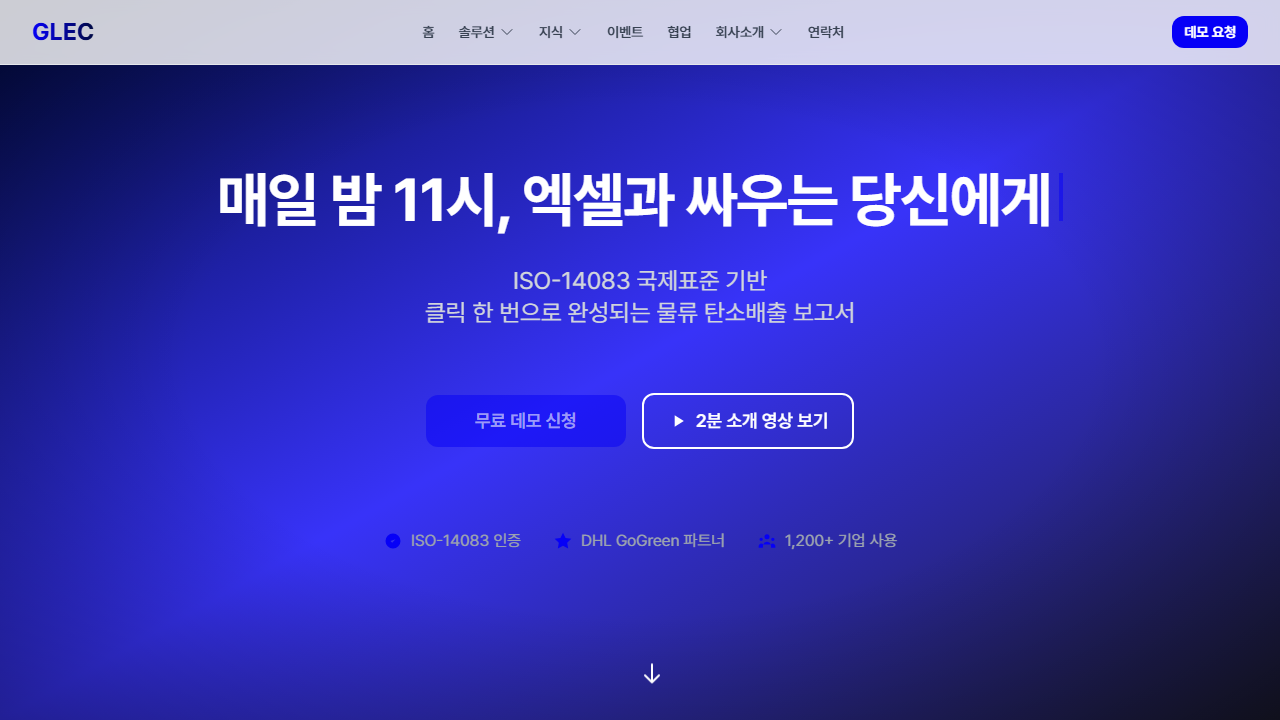 GLEC
홈
솔루션
지식
이벤트
협업
회사소개
연락처
데모 요청
매일 밤 11시, 엑셀과 싸우는 당신에게
ISO-14083 국제표준 기반
클릭 한 번으로 완성되는 물류 탄소배출 보고서
무료 데모 신청
2분 소개 영상 보기
ISO-14083 인증
DHL GoGreen 파트너
1,200+ 기업 사용